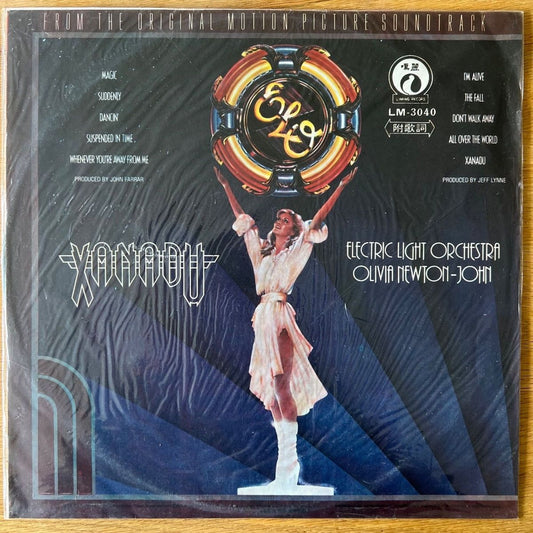 FROM THE ORIGINAL MOTION PICTURE SOUNDTRACK
MAGIC
SUDDENLY
DANCIN'
SUSPENDED IN TIME
WHENEVER YOU'RE AWAY FROM ME
PRODUCED BY JOHN FARRAR
ELO
LM-3040
附歌詞
I'M ALIVE
THE FALL
DON'T WALK AWAY
ALL OVER THE WORLD
XANADU
PRODUCED BY JEFF LYNNE
XANADU
ELECTRIC LIGHT ORCHESTRA
OLIVIA NEWTON-JOHN